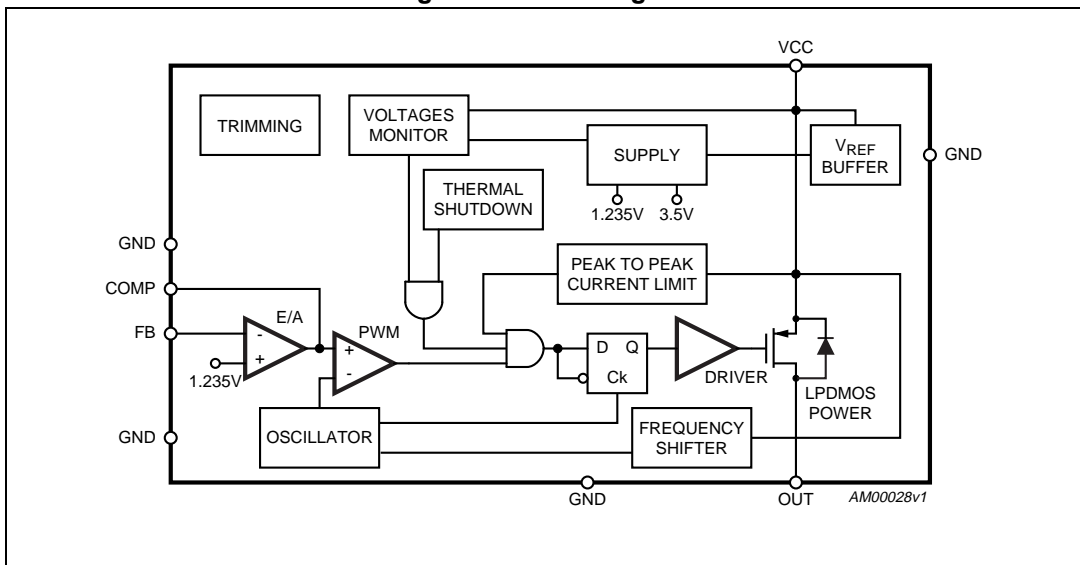 VCC
TRIMMING
VOLTAGES
MONITOR
SUPPLY
VREF
BUFFER
GND
THERMAL
SHUTDOWN
1.235V 3.5V
GND
PEAK TO PEAK
CURRENT LIMIT
COMP
E/A
PWM
FB
-
+
+
-
D Q
Ck
1.235V
DRIVER
LPDMOS
POWER
OSCILLATOR
FREQUENCY
SHIFTER
GND
GND
OUT
AM00028v1